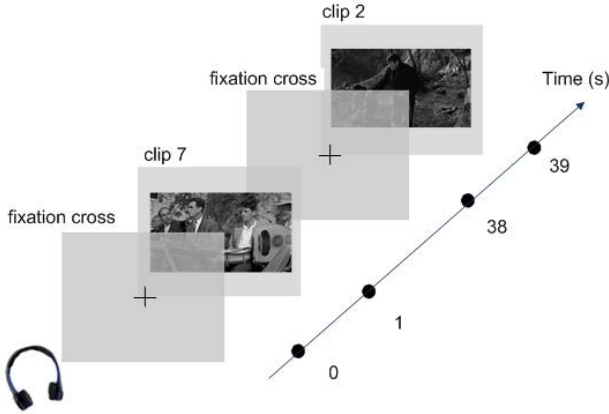 clip 2
fixation cross
Time (s)
clip 7
39
fixation cross
38
1
0